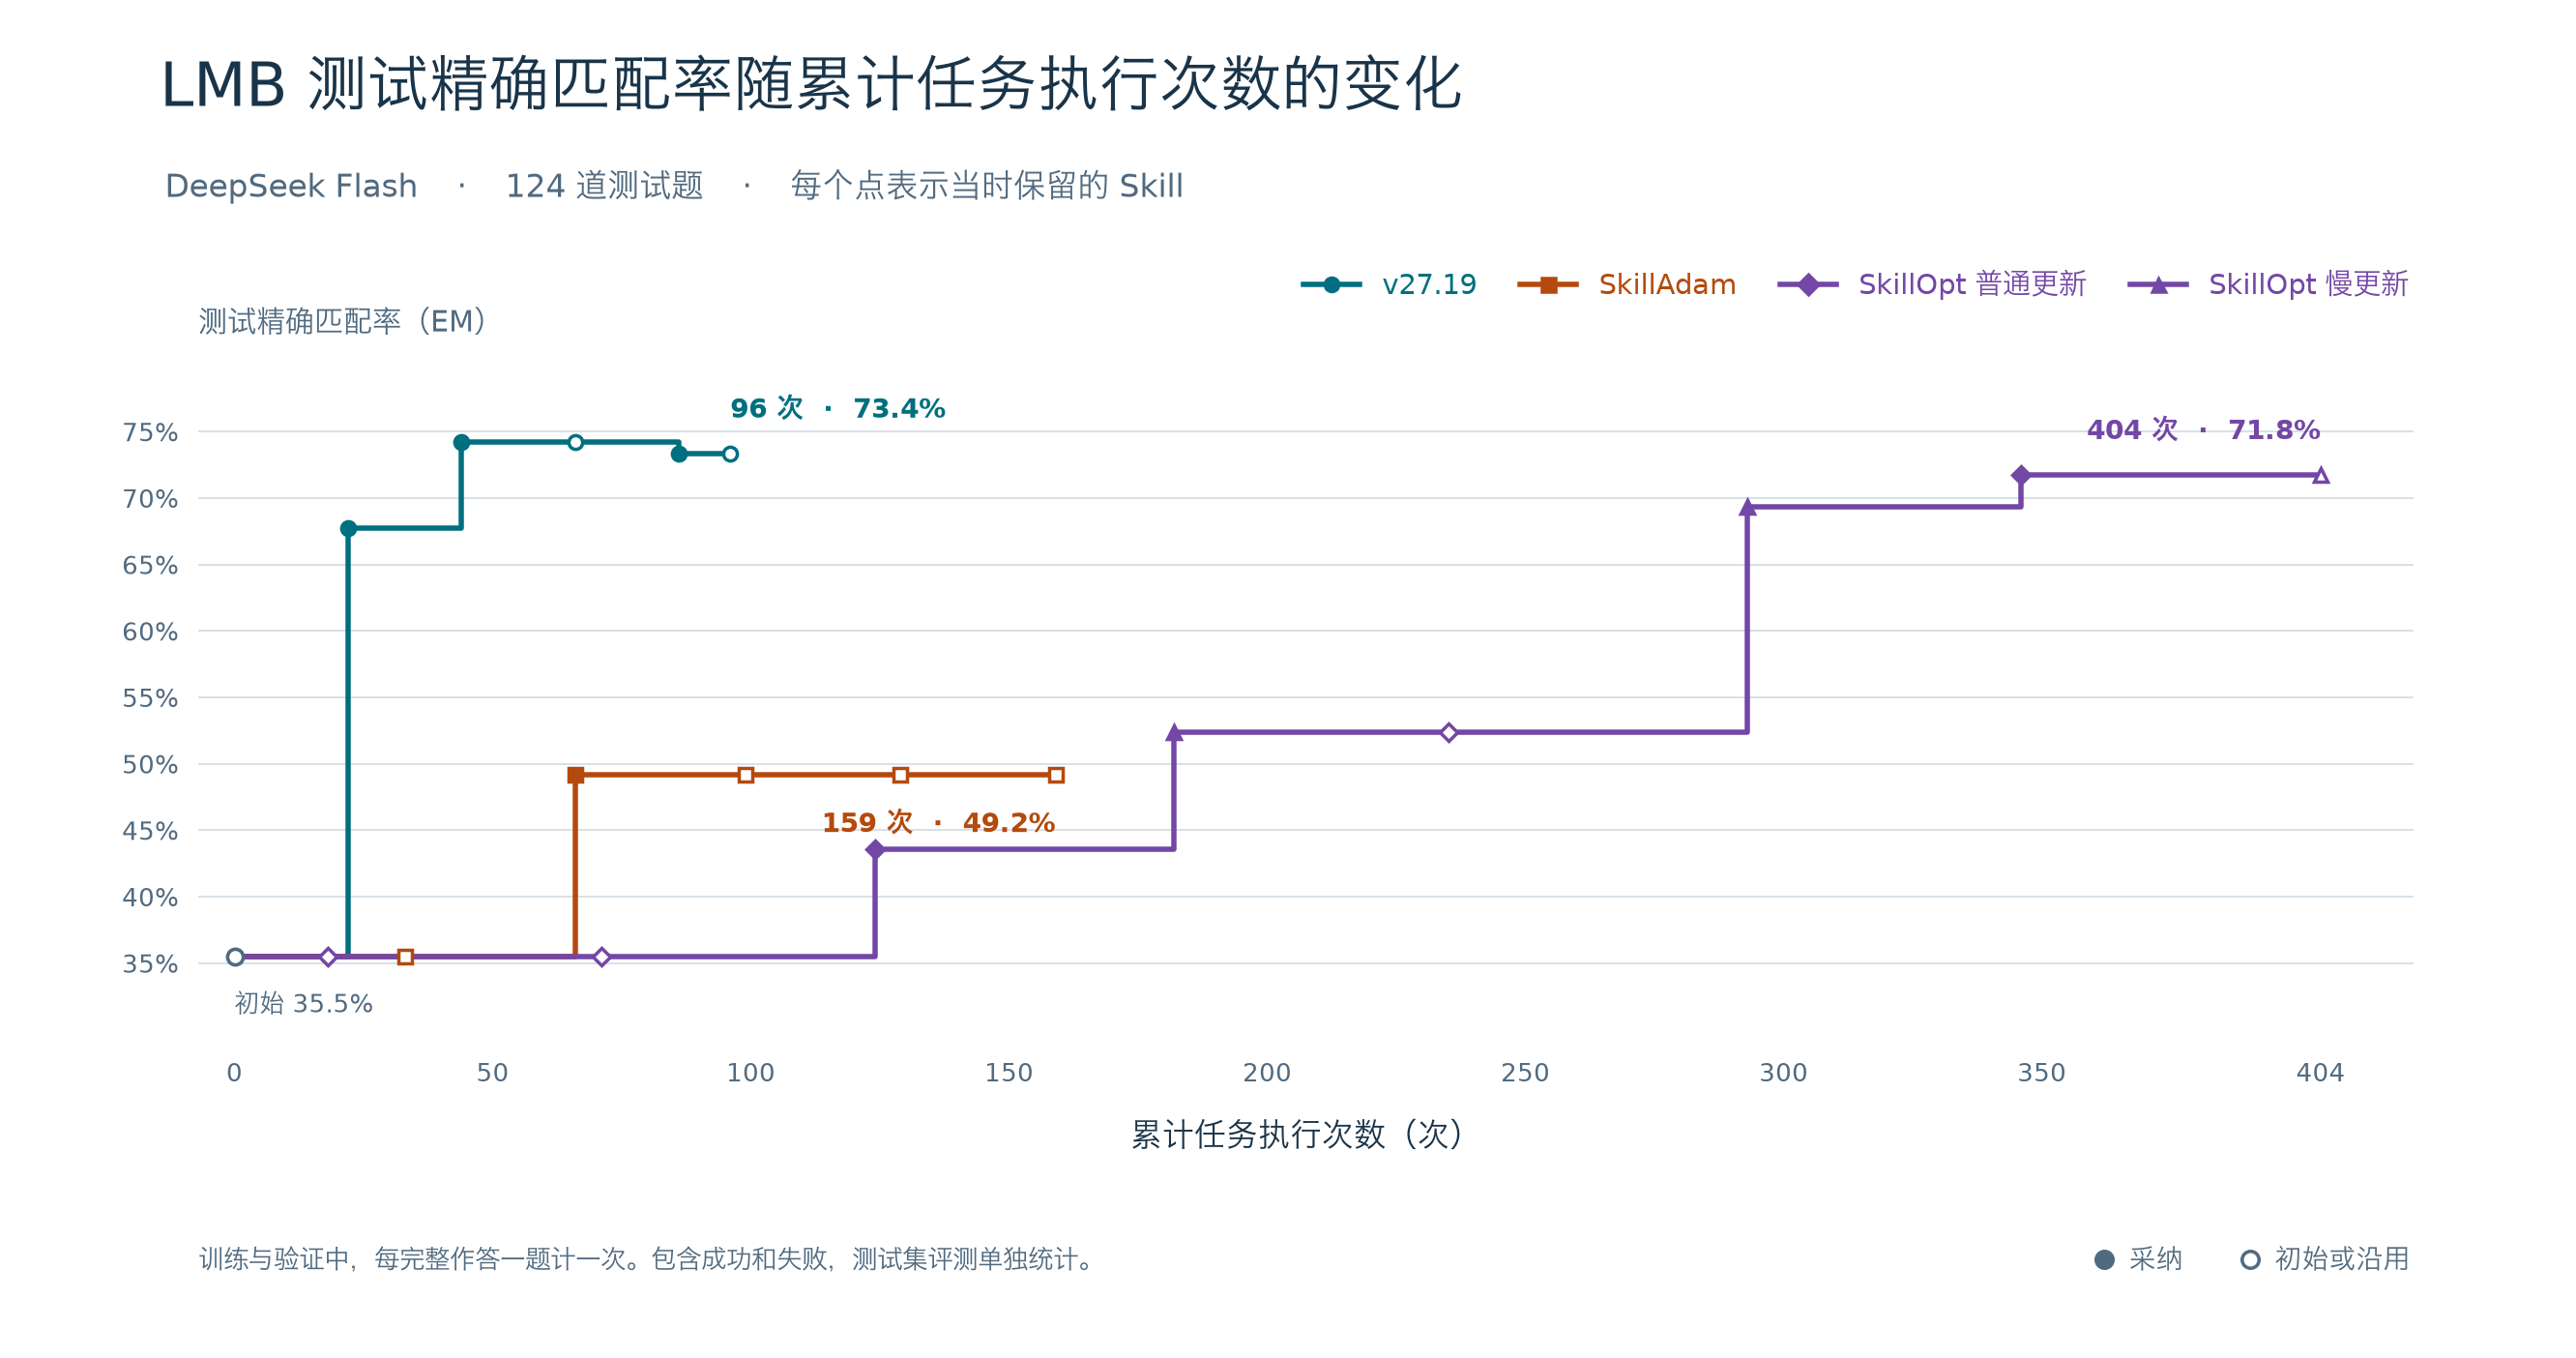 LMB 测试精确匹配率随累计任务执行次数的变化
DeepSeek Flash · 124 道测试题 · 每个点表示当时保留的 Skill
v27.19 SkillAdam SkillOpt 普通更新 SkillOpt 慢更新
测试精确匹配率（EM）
96 次 · 73.4%
404 次 · 71.8%
75%
70%
65%
60%
55%
50%
159 次 · 49.2%
45%
40%
35%
初始 35.5%
0 50 100 150 200 250 300 350 404
累计任务执行次数（次）
训练与验证中，每完整作答一题计一次。包含成功和失败，测试集评测单独统计。
采纳 初始或沿用